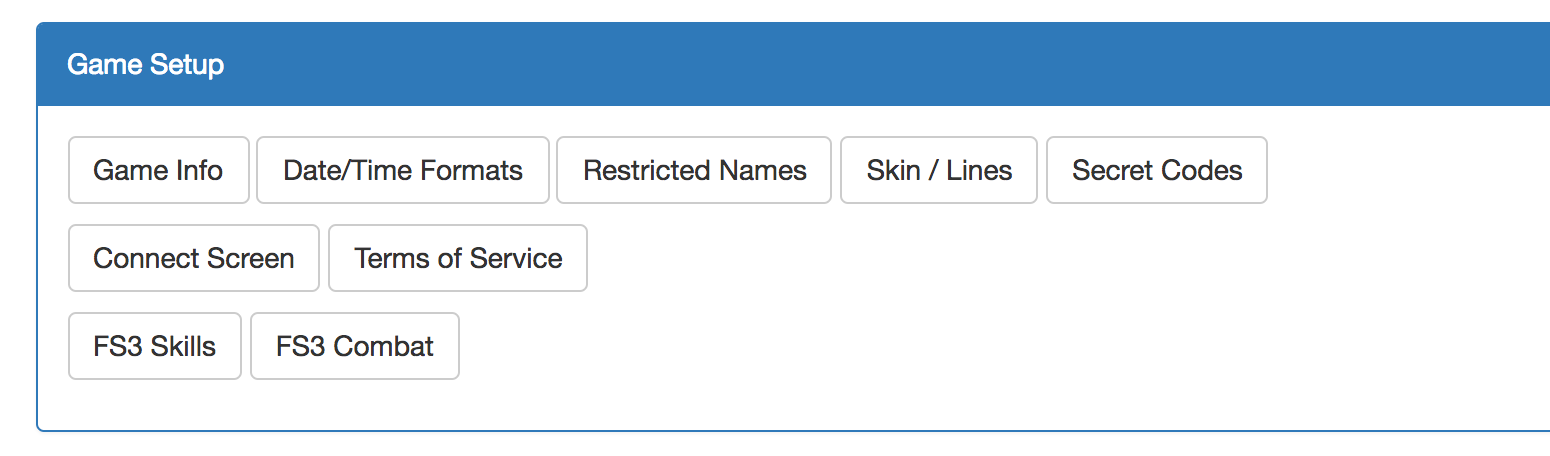 Game Setup
Game Info Date/Time Formats Restricted Names Skin / Lines Secret Codes
Connect Screen Terms of Service
FS3 Skills FS3 Combat